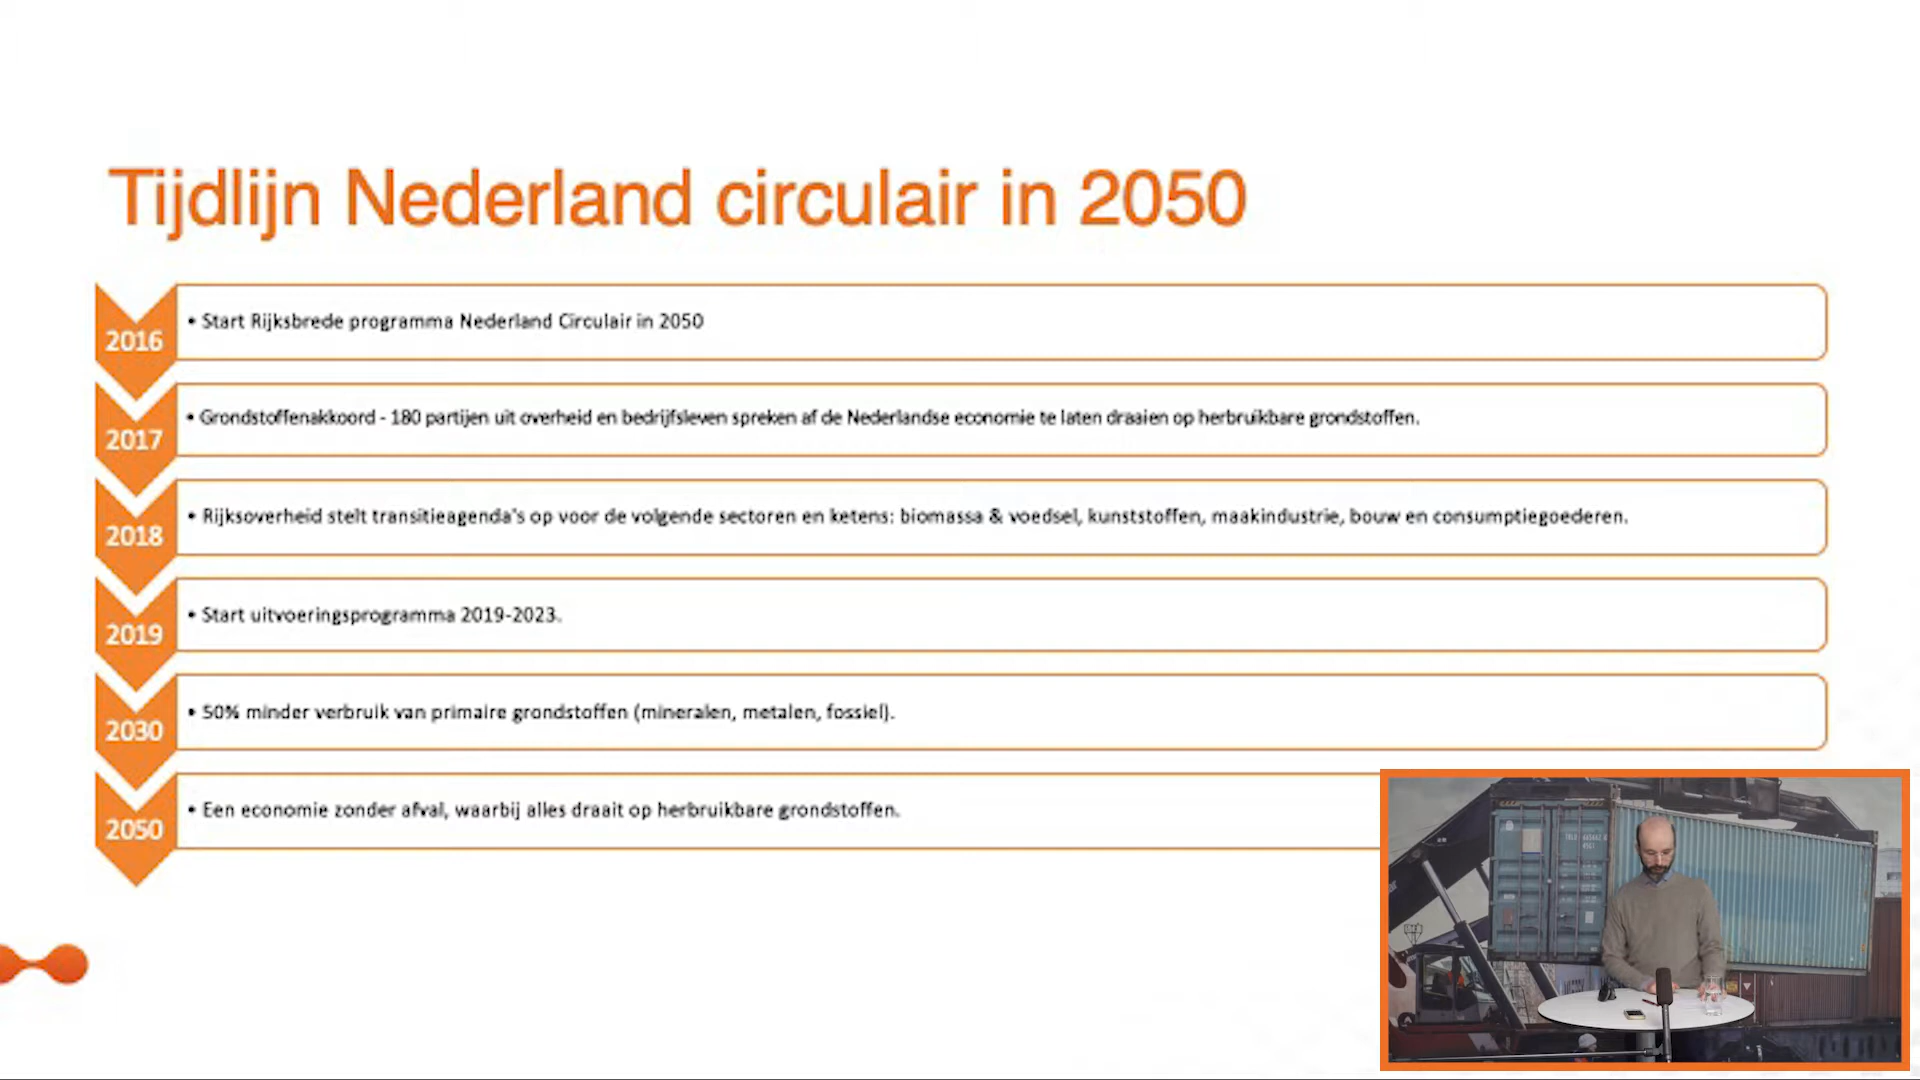 Tijdlijn Nederland circulair in 2050
2016
• Start Rijksbrede programma Nederland Circulair in 2050
2017
• Grondstoffenakkoord - 180 partijen uit overheid en bedrijfsleven spreken af de Nederlandse economie te laten draaien op herbruikbare grondstoffen.
2018
• Rijksoverheid stelt transitieagenda's op voor de volgende sectoren en ketens: biomassa & voedsel, kunststoffen, maakindustrie, bouw en consumptiegoederen.
2019
• Start uitvoeringsprogramma 2019-2023.
2030
• 50% minder verbruik van primaire grondstoffen (mineralen, metalen, fossiel).
2050
• Een economie zonder afval, waarbij alles draait op herbruikbare grondstoffen.